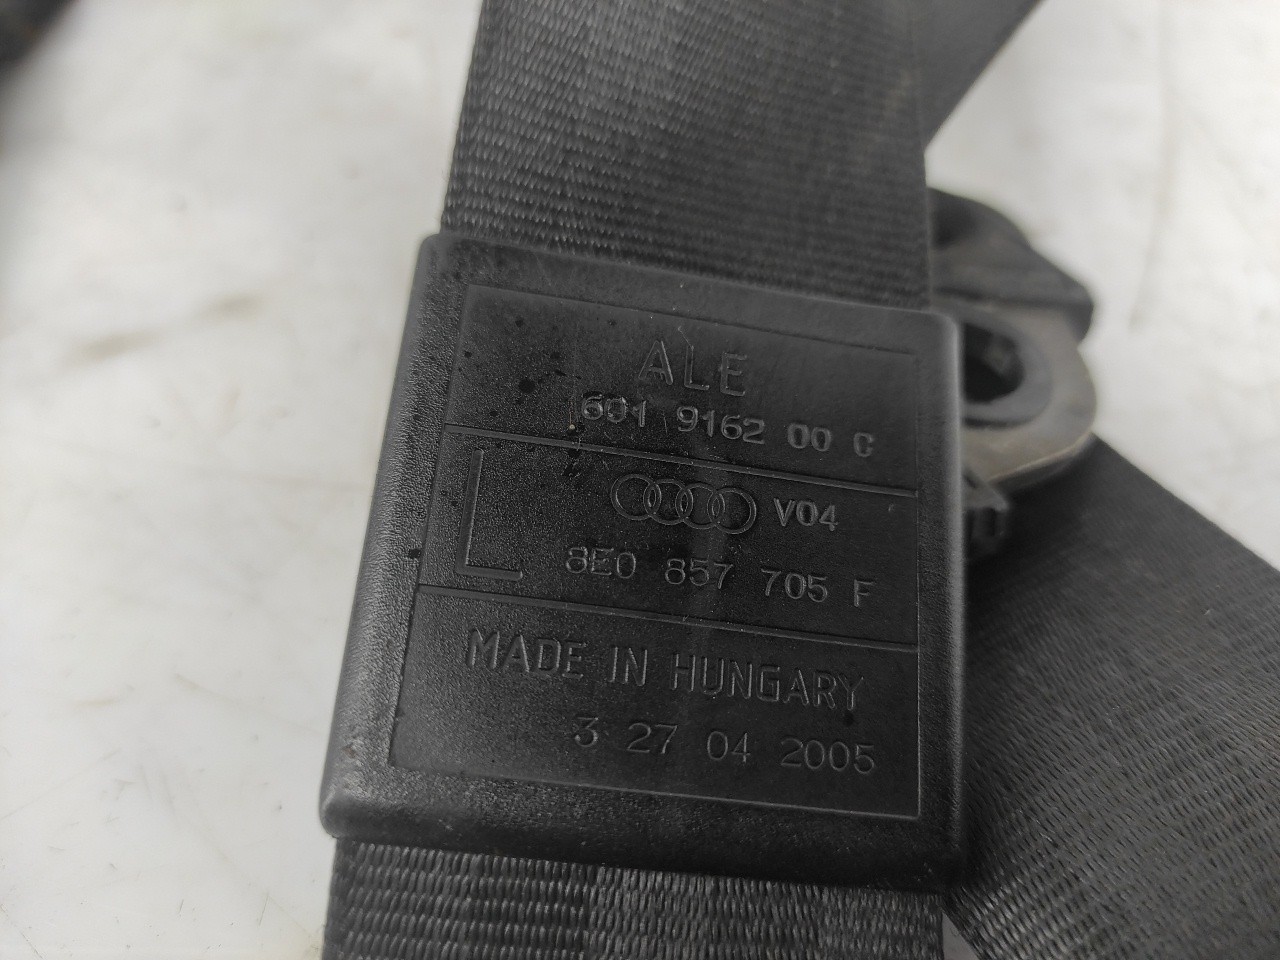 ALE
601 9162 00 C
L
V04
8E0 857 705 F
MADE IN HUNGARY
3 27 04 2005